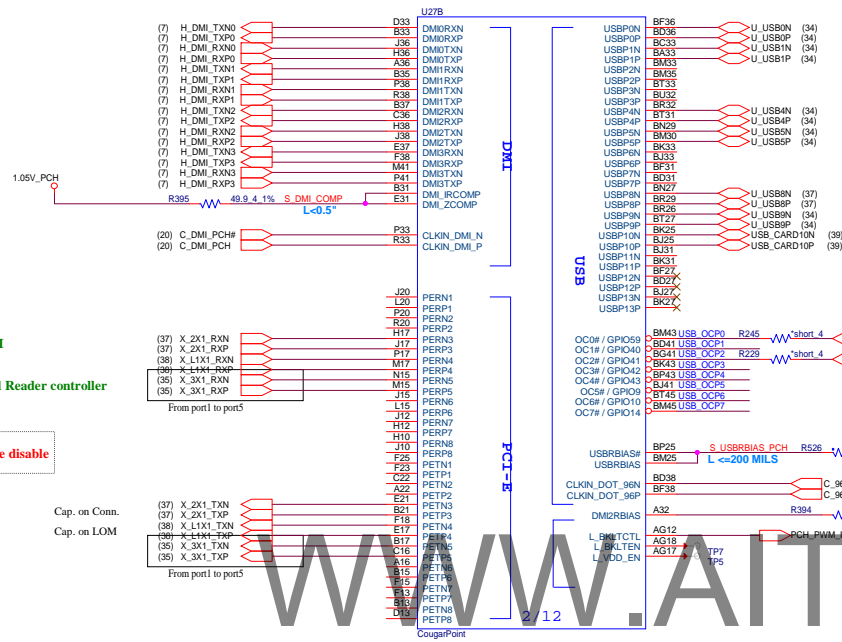 U27B
(7) H_DMI_TXN0 D33 DMI0RXN USBP0N BF36 U_USB0N (34)
(7) H_DMI_TXP0 B33 DMI0RXP USBP0P BD36 U_USB0P (34)
(7) H_DMI_RXN0 J36 DMI0TXN USBP1N BC33 U_USB1N (34)
(7) H_DMI_RXP0 H36 DMI0TXP USBP1P BA33 U_USB1P (34)
(7) H_DMI_TXN1 A36 DMI1RXN USBP2N BM33
(7) H_DMI_TXP1 B35 DMI1RXP USBP2P BM35
(7) H_DMI_RXN1 P38 DMI1TXN USBP3N BT33
(7) H_DMI_RXP1 R38 DMI1TXP USBP3P BU32
(7) H_DMI_TXN2 B37 DMI2RXN USBP4N BR32 U_USB4N (34)
(7) H_DMI_TXP2 C36 DMI2RXP USBP4P BT31 U_USB4P (34)
(7) H_DMI_RXN2 H38 DMI2TXN USBP5N BN29 U_USB5N (34)
(7) H_DMI_RXP2 J38 DMI2TXP USBP5P BM30 U_USB5P (34)
(7) H_DMI_TXN3 E37 DMI3RXN USBP6N BK33
(7) H_DMI_TXP3 F38 DMI3RXP USBP6P BJ33
(7) H_DMI_RXN3 M41 DMI3TXN USBP7N BF31
(7) H_DMI_RXP3 P41 DMI3TXP USBP7P BD31
DMI
1.05V_PCH
B31 DMI_IRCOMP USBP8N BN27 U_USB8N (37)
R395 49.9_4_1% S_DMI_COMP E31 DMI_ZCOMP USBP8P BR29 U_USB8P (37)
L<0.5"
USBP9N BR26 U_USB9N (34)
USBP9P BT27 U_USB9P (34)
(20) C_DMI_PCH# P33 CLKIN_DMI_N USBP10N BK25 USB_CARD10N (39)
(20) C_DMI_PCH R33 CLKIN_DMI_P USBP10P BJ25 USB_CARD10P (39)
USBP11N BJ31
USBP11P BK31
USB
USBP12N BF27
USBP12P BD27
USBP13N BJ27
USBP13P BK27
J20 PERN1
L20 PERP1
P20 PERN2
R20 PERP2
(37) X_2X1_RXN H17 PERN3 OC0# / GPIO59 BM43 USB_OCP0 R245 *short_4
(37) X_2X1_RXP J17 PERP3 OC1# / GPIO40 BD41 USB_OCP1
(38) X_L1X1_RXN P17 PERN4 OC2# / GPIO41 BG41 USB_OCP2 R229 *short_4
(38) X_L1X1_RXP M17 PERP4 OC3# / GPIO42 BK43 USB_OCP3
(35) X_3X1_RXN N15 PERN5 OC4# / GPIO43 BP43 USB_OCP4
(35) X_3X1_RXP M15 PERP5 OC5# / GPIO9 BJ41 USB_OCP5
Reader controller
From port1 to port5
J15 PERN6 OC6# / GPIO10 BT45 USB_OCP6
L15 PERP6 OC7# / GPIO14 BM45 USB_OCP7
J12 PERN7
H12 PERP7
H10 PERN8
J10 PERP8
disable
PCI-E
USBRBIAS# BP25 S_USBRBIAS_PCH R526
USBRBIAS BM25 L <=200 MILS
F25 PETN1
F23 PETP1
C22 PETN2
A22 PETP2
CLKIN_DOT_96N BD38
CLKIN_DOT_96P BF38
Cap. on Conn.
(37) X_2X1_TXN E21 PETN3
(37) X_2X1_TXP B21 PETP3 DMI2RBIAS A32 R394
Cap. on LOM
(38) X_L1X1_TXN F18 PETN4
(38) X_L1X1_TXP E17 PETP4 L_BKLTCTL AG12
(35) X_3X1_TXN B17 PETN5 L_BKLTEN AG18 TP7
(35) X_3X1_TXP C16 PETP5 L_VDD_EN AG17 TP5
From port1 to port5
A16 PETN6
B15 PETP6
F15 PETN7
F13 PETP7
B13 PETN8
D13 PETP8
2/12
CougarPoint
WWW.AIT